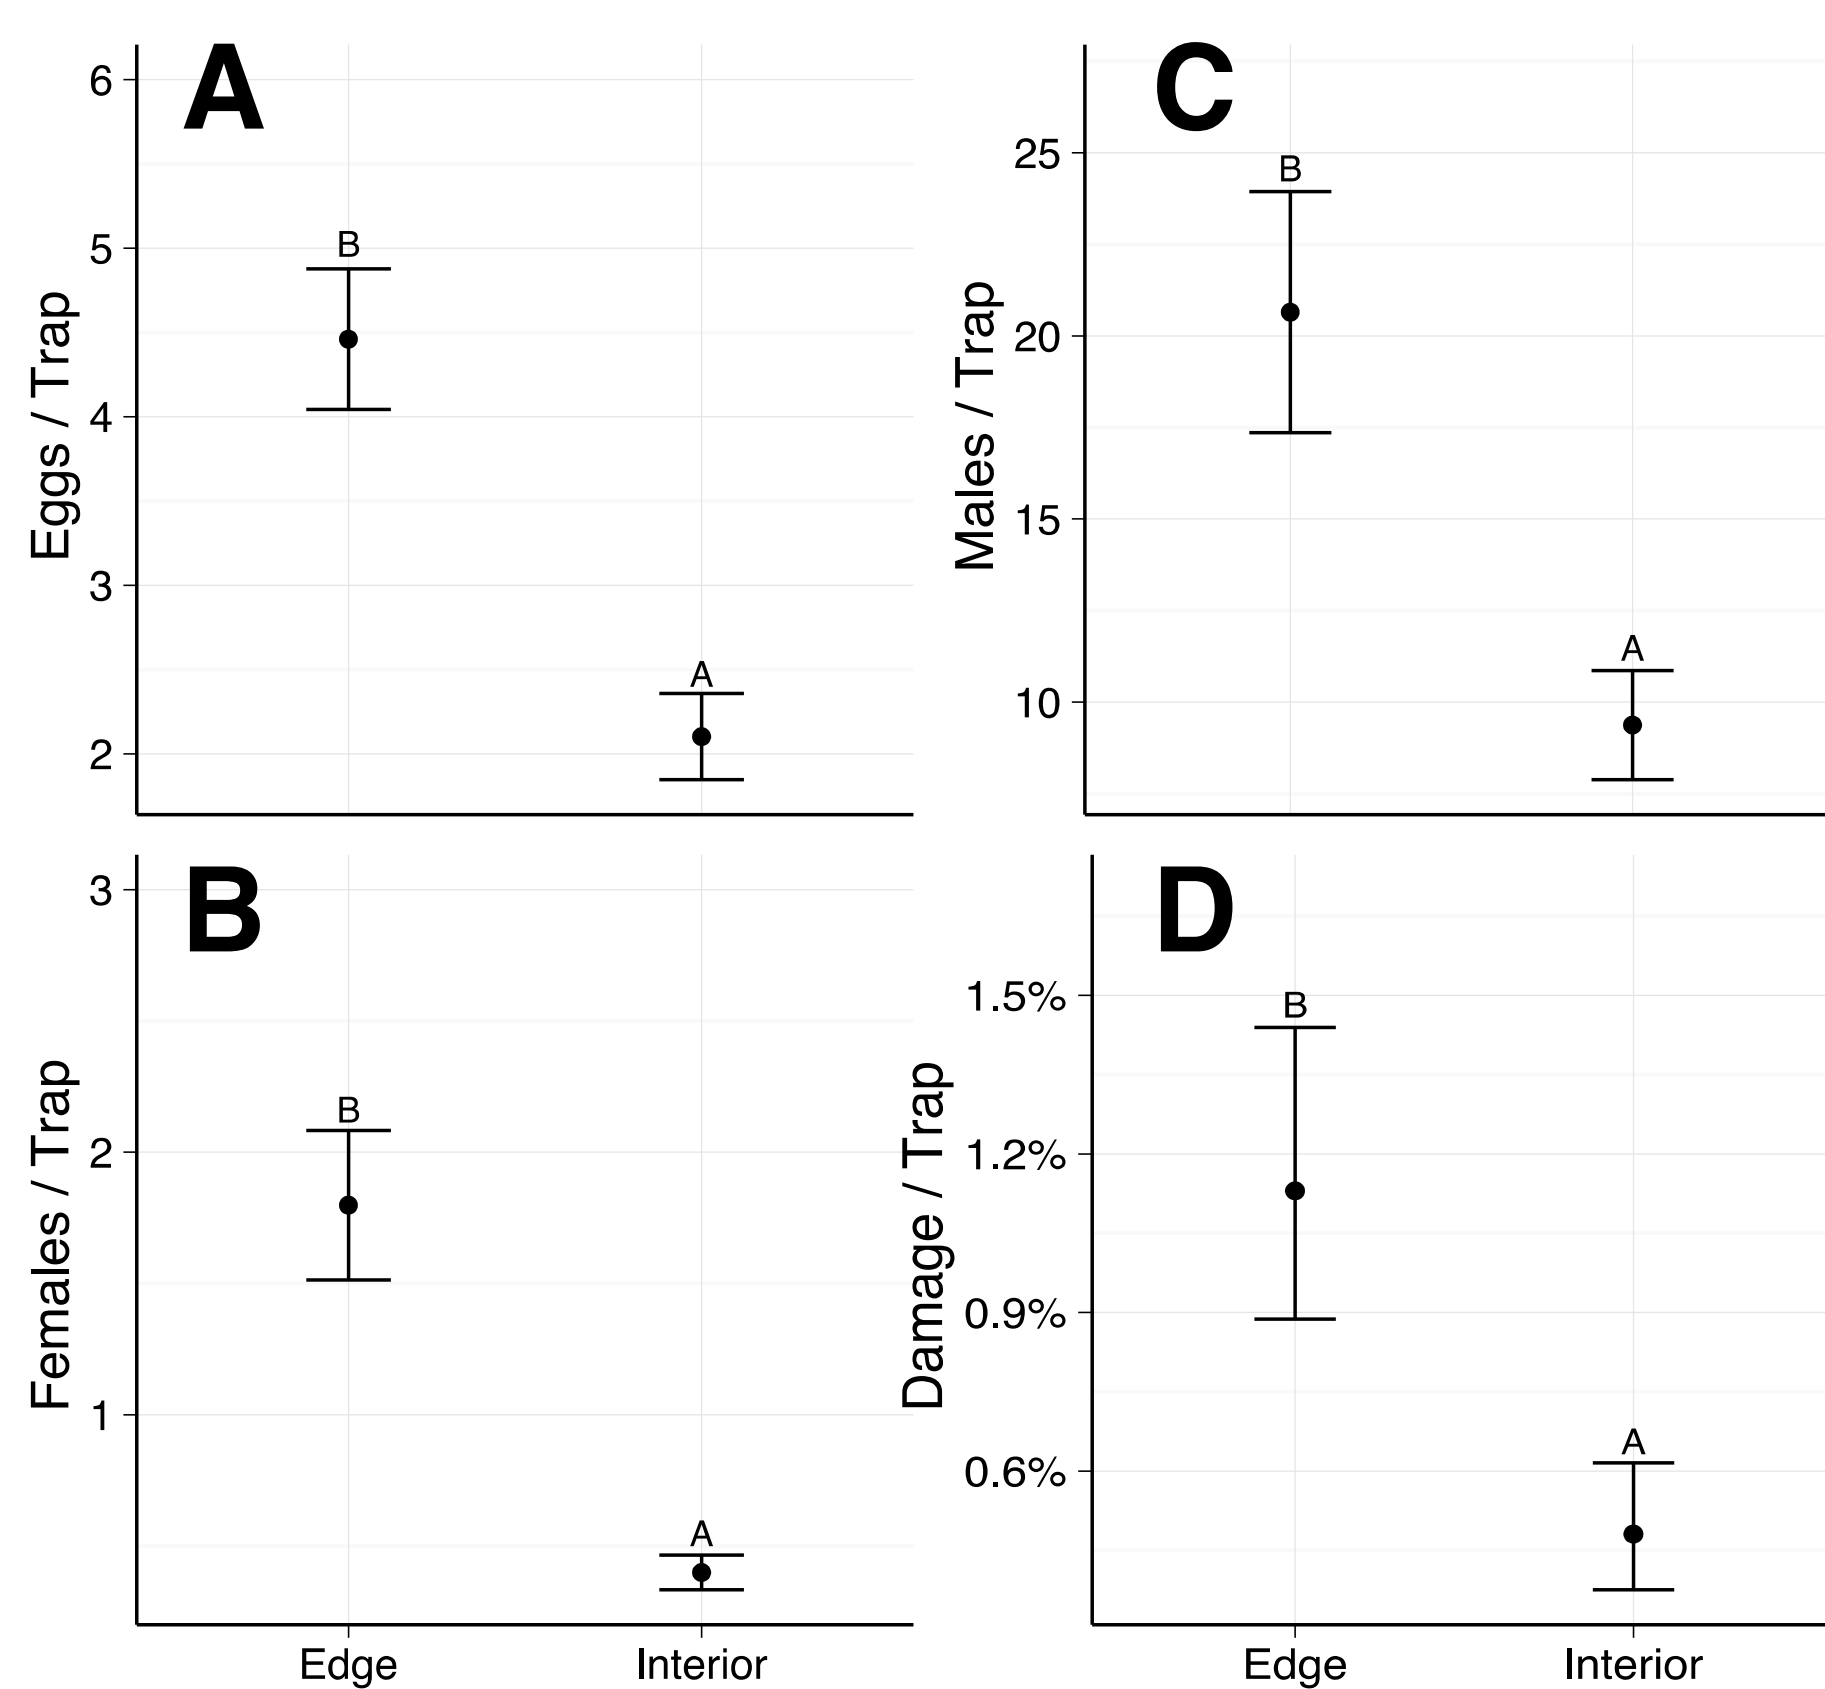 A
Eggs / Trap
6
5
4
3
2
B
A
C
Males / Trap
25
20
15
10
B
A
B
Females / Trap
3
2
1
B
A
Edge
Interior
D
Damage / Trap
1.5%
1.2%
0.9%
0.6%
B
A
Edge
Interior